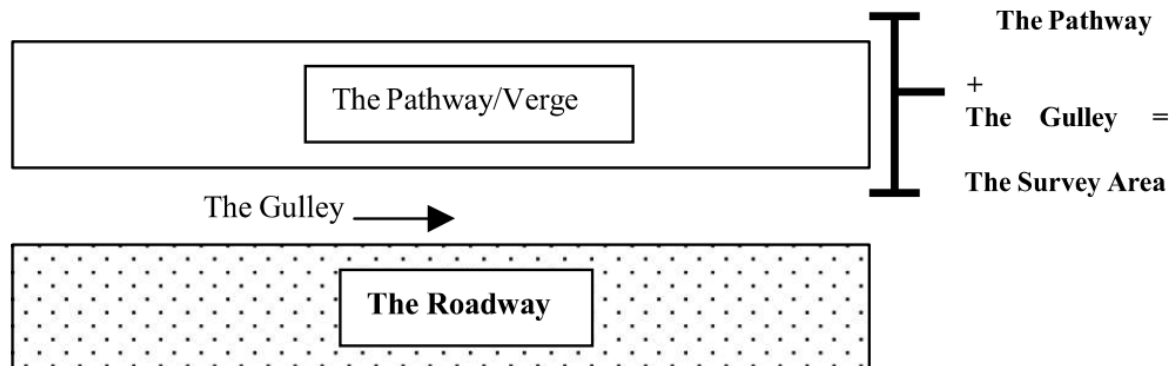 The Pathway
The Pathway/Verge
+
The Gulley =
The Survey Area
The Gulley
The Roadway